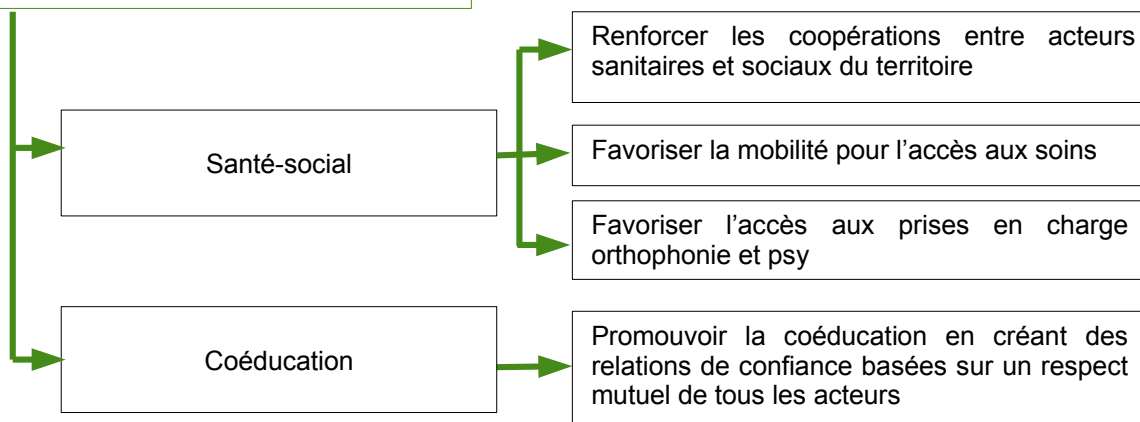 Renforcer les coopérations entre acteurs
sanitaires et sociaux du territoire
Santé-social
Favoriser la mobilité pour l’accès aux soins
Favoriser l’accès aux prises en charge
orthophonie et psy
Coéducation
Promouvoir la coéducation en créant des
relations de confiance basées sur un respect
mutuel de tous les acteurs